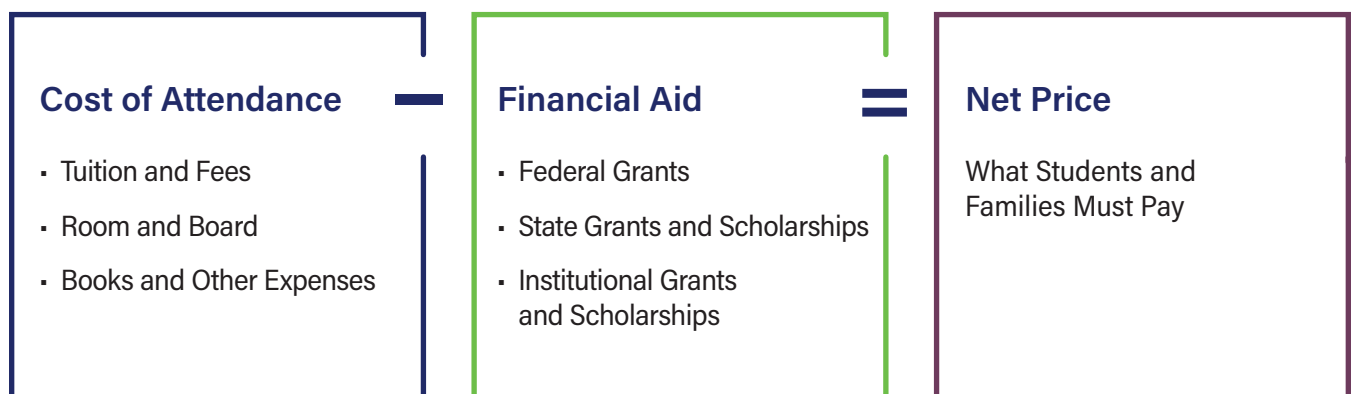 Cost of Attendance
· Tuition and Fees
· Room and Board
· Books and Other Expenses
−
Financial Aid
· Federal Grants
· State Grants and Scholarships
· Institutional Grants
and Scholarships
=
Net Price
What Students and
Families Must Pay